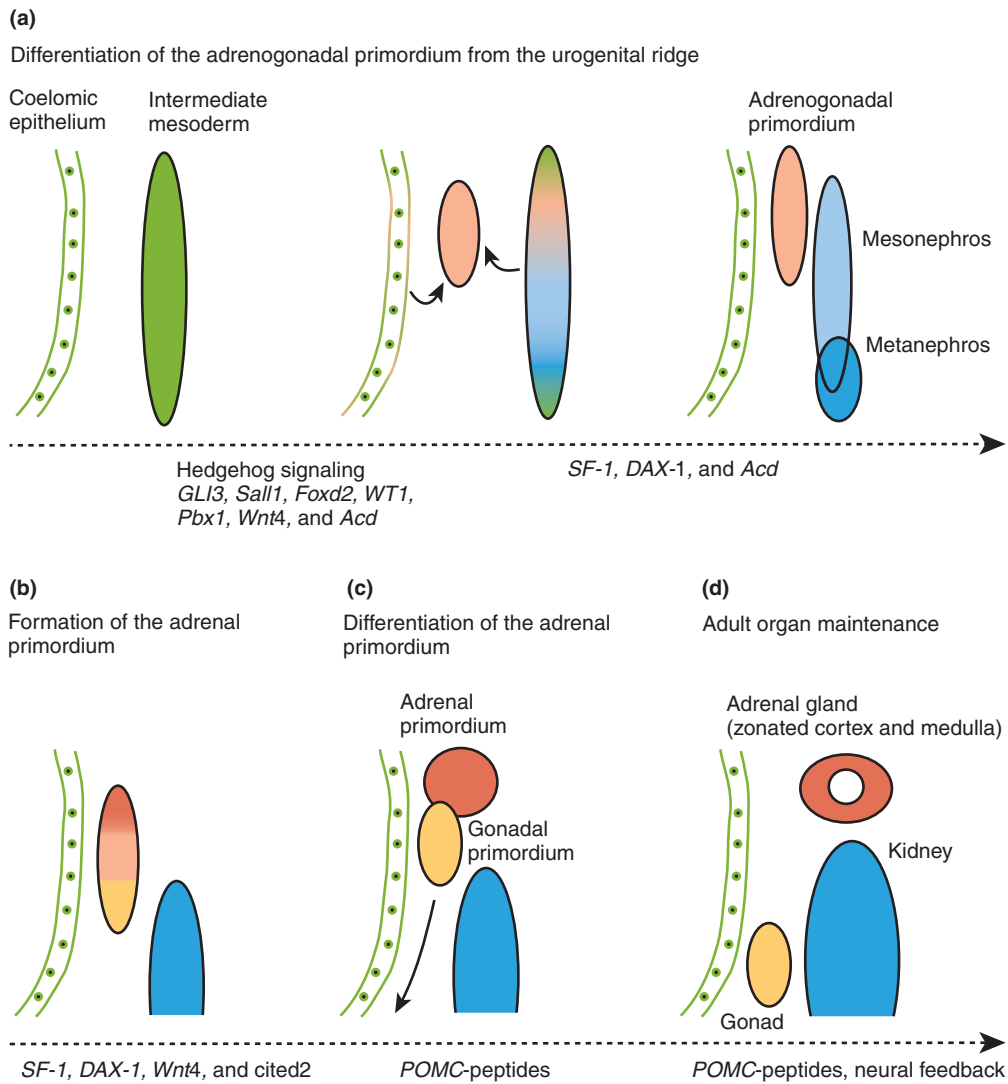 (a)
Differentiation of the adrenogonadal primordium from the urogenital ridge
Coelomic
epithelium
Intermediate
mesoderm
Adrenogonadal
primordium
Mesonephros
Metanephros
Hedgehog signaling
GLI3, Sall1, Foxd2, WT1,
Pbx1, Wnt4, and Acd
SF-1, DAX-1, and Acd
(b)
Formation of the adrenal
primordium
(c)
Differentiation of the adrenal
primordium
(d)
Adult organ maintenance
Adrenal
primordium
Gonadal
primordium
Adrenal gland
(zonated cortex and medulla)
Kidney
Gonad
SF-1, DAX-1, Wnt4, and cited2
POMC-peptides
POMC-peptides, neural feedback